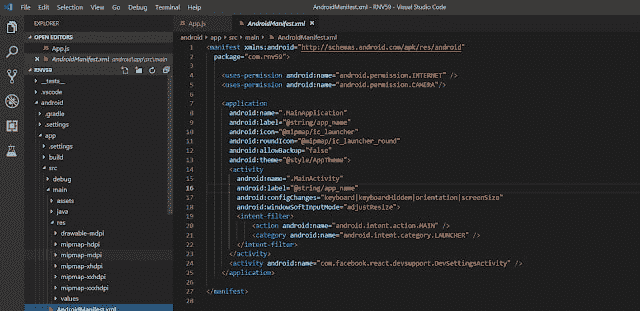 File Edit Selection View Go Debug Terminal Help
AndroidManifest.xml - RNV59 - Visual Studio Code
EXPLORER
OPEN EDITORS
App.js
AndroidManifest.xml android\app\src\main
RNV59
__tests__
.vscode
android
.gradle
.settings
app
.settings
build
src
debug
main
assets
java
res
drawable-mdpi
mipmap-hdpi
mipmap-mdpi
mipmap-xhdpi
mipmap-xxhdpi
mipmap-xxxhdpi
values
AndroidManifest.xml
App.js
AndroidManifest.xml
android app src main AndroidManifest.xml
1 <manifest xmlns:android="http://schemas.android.com/apk/res/android"
2 package="com.rnv59">
3
4 <uses-permission android:name="android.permission.INTERNET" />
5 <uses-permission android:name="android.permission.CAMERA"/>
6
7 <application
8 android:name=".MainApplication"
9 android:label="@string/app_name"
10 android:icon="@mipmap/ic_launcher"
11 android:roundIcon="@mipmap/ic_launcher_round"
12 android:allowBackup="false"
13 android:theme="@style/AppTheme">
14 <activity
15 android:name=".MainActivity"
16 android:label="@string/app_name"
17 android:configChanges="keyboard|keyboardHidden|orientation|screenSize"
18 android:windowSoftInputMode="adjustResize">
19 <intent-filter>
20 <action android:name="android.intent.action.MAIN" />
21 <category android:name="android.intent.category.LAUNCHER" />
22 </intent-filter>
23 </activity>
24 <activity android:name="com.facebook.react.devsupport.DevSettingsActivity" />
25 </application>
26
27 </manifest>
28